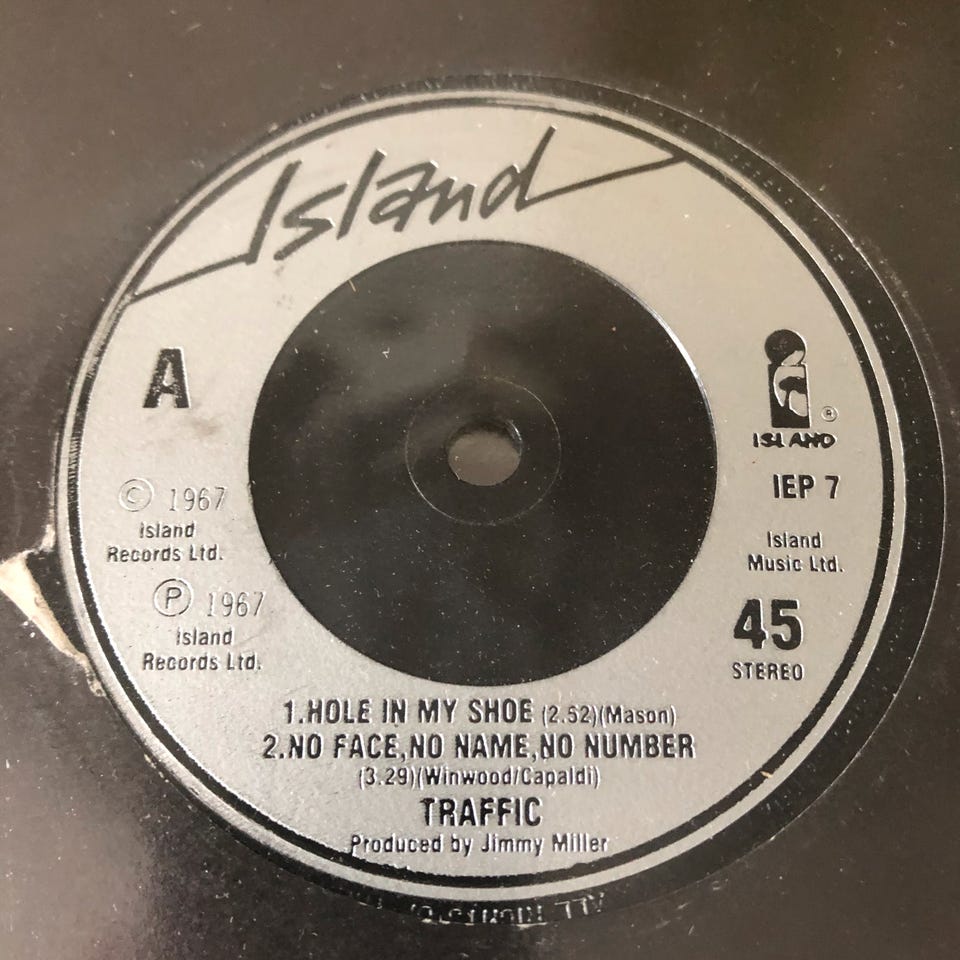 Island
A
© 1967
Island
Records Ltd.
Ⓟ 1967
Island
Records Ltd.
®
ISLAND
IEP 7
Island
Music Ltd.
45
STEREO
1.HOLE IN MY SHOE (2.52)(Mason)
2.NO FACE,NO NAME,NO NUMBER
(3.29)(Winwood/Capaldi)
TRAFFIC
Produced by Jimmy Miller
ALL RIGHTS O